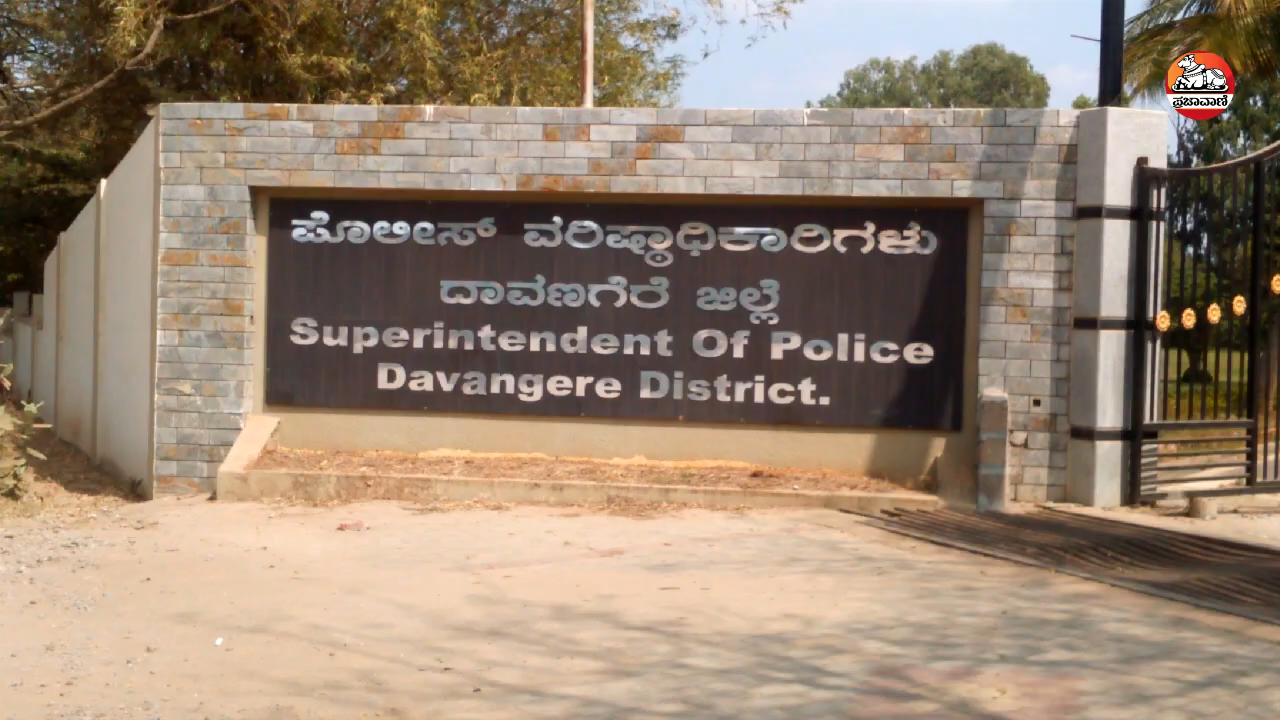 ಪ್ರಜಾವಾಣಿ
ಪೊಲೀಸ್ ವರಿಷ್ಠಾಧಿಕಾರಿಗಳು
ದಾವಣಗೆರೆ ಜಿಲ್ಲೆ
Superintendent Of Police
Davangere District.